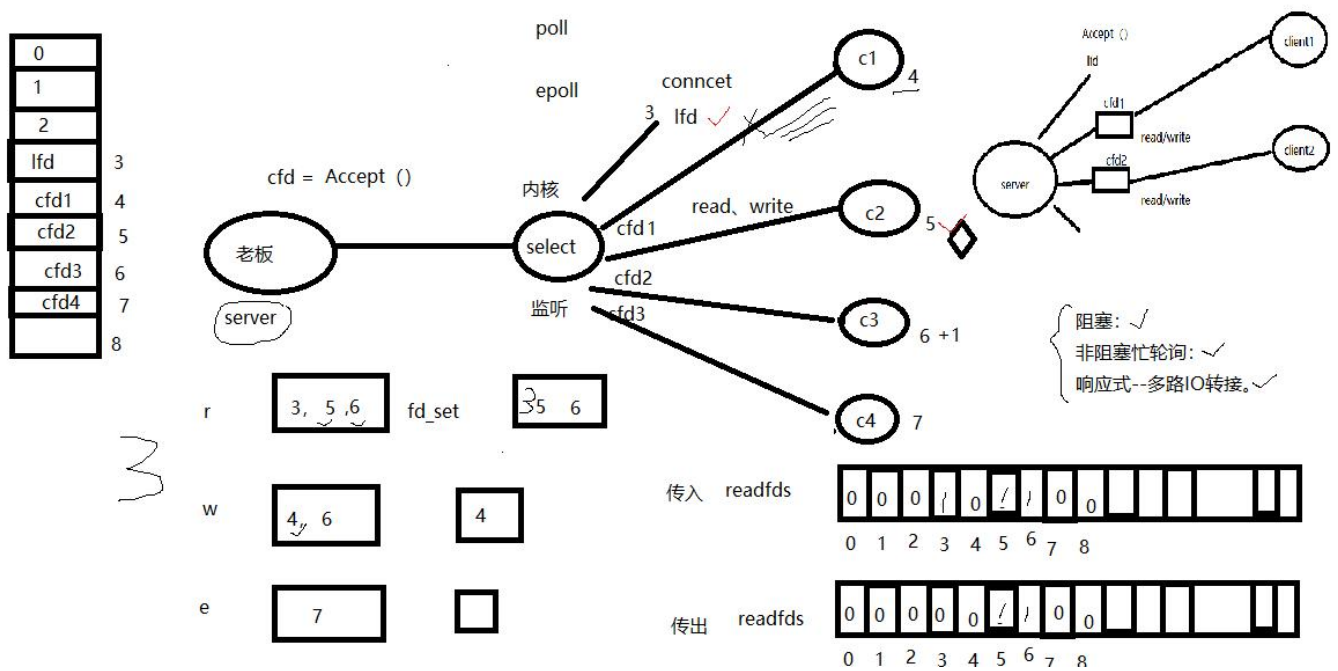 0
1
2
lfd 3
cfd1 4
cfd2 5
cfd3 6
cfd4 7
8
cfd = Accept ()
老板
server
poll
epoll
conncet
3 lfd
内核
select
监听
cfd1
read、write
cfd2
cfd3
c1
4
c2
5
c3
6 +1
c4 7
Accept ()
lfd
server
cfd1
read/write
cfd2
read/write
client1
client2
阻塞:
非阻塞忙轮询:
响应式--多路IO转接。
r 3, 5 ,6 fd_set 3 5 6
3
w 4,, 6 4
e 7
传入 readfds 0 0 0 1 0 1 1 0 0
0 1 2 3 4 5 6 7 8
传出 readfds 0 0 0 0 0 1 1 0 0
0 1 2 3 4 5 6 7 8